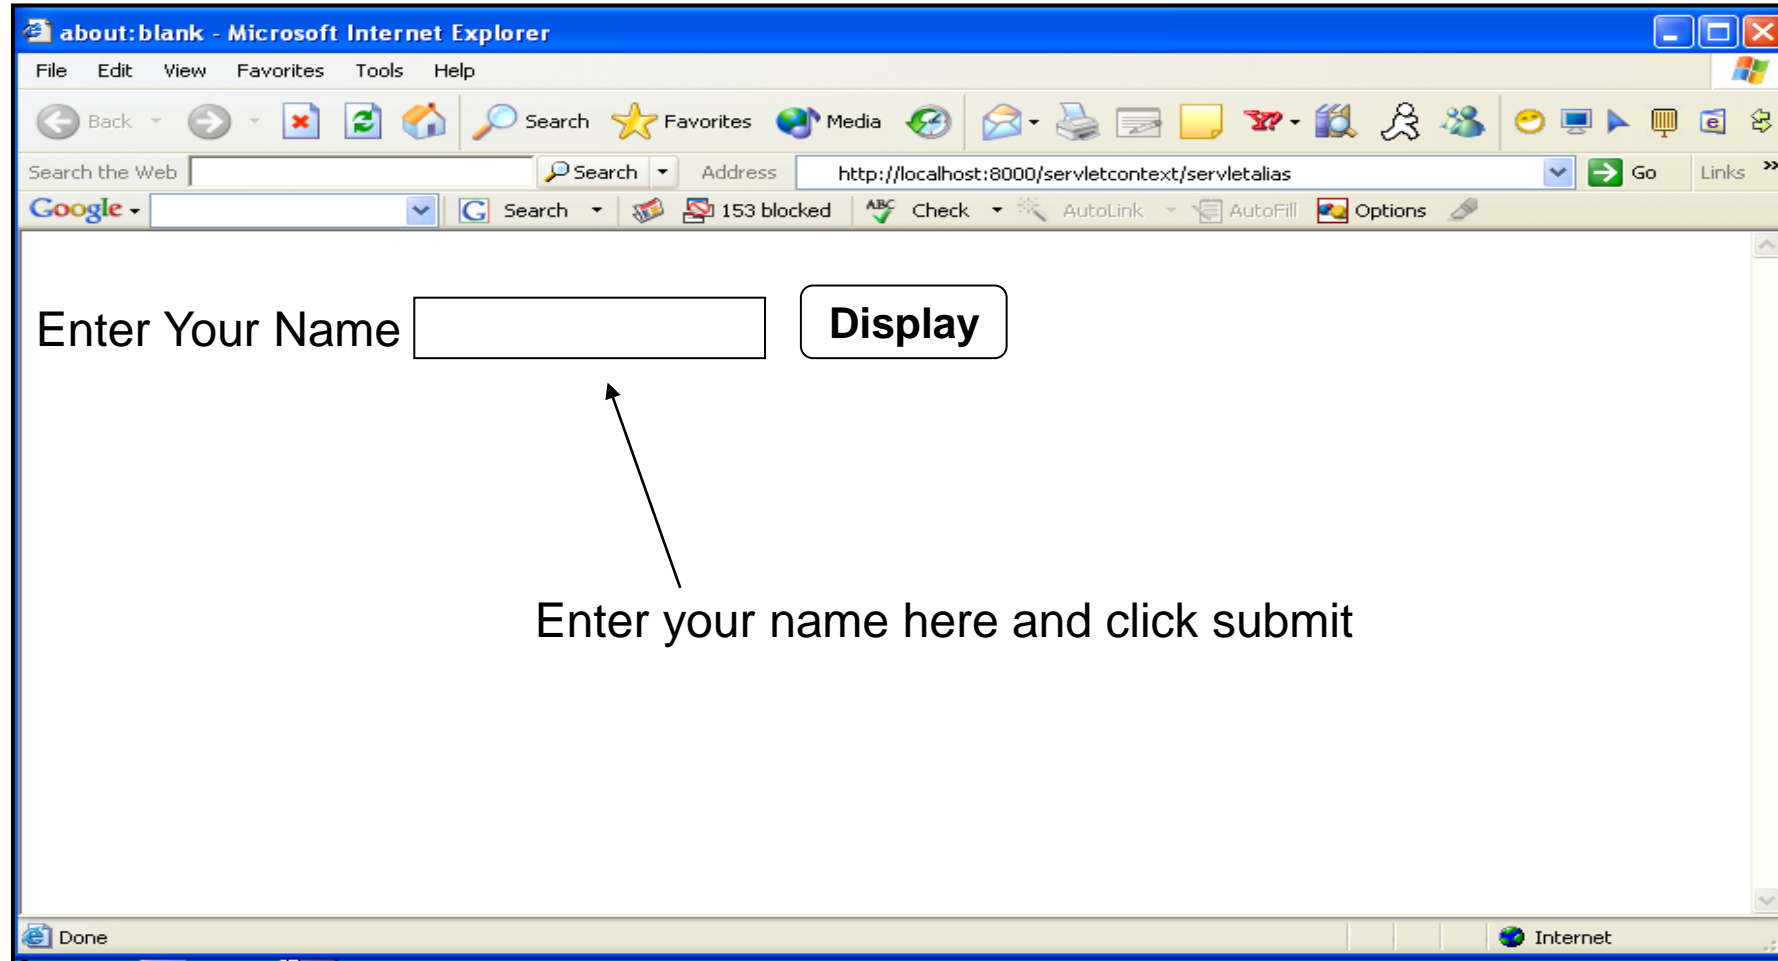 about:blank - Microsoft Internet Explorer
File Edit View Favorites Tools Help
Back Search Favorites Media
Search the Web Search Address http://localhost:8000/servletcontext/servletalias Go Links »
Google G Search 153 blocked ABC Check AutoLink AutoFill Options
Enter Your Name Display
Enter your name here and click submit
Done Internet